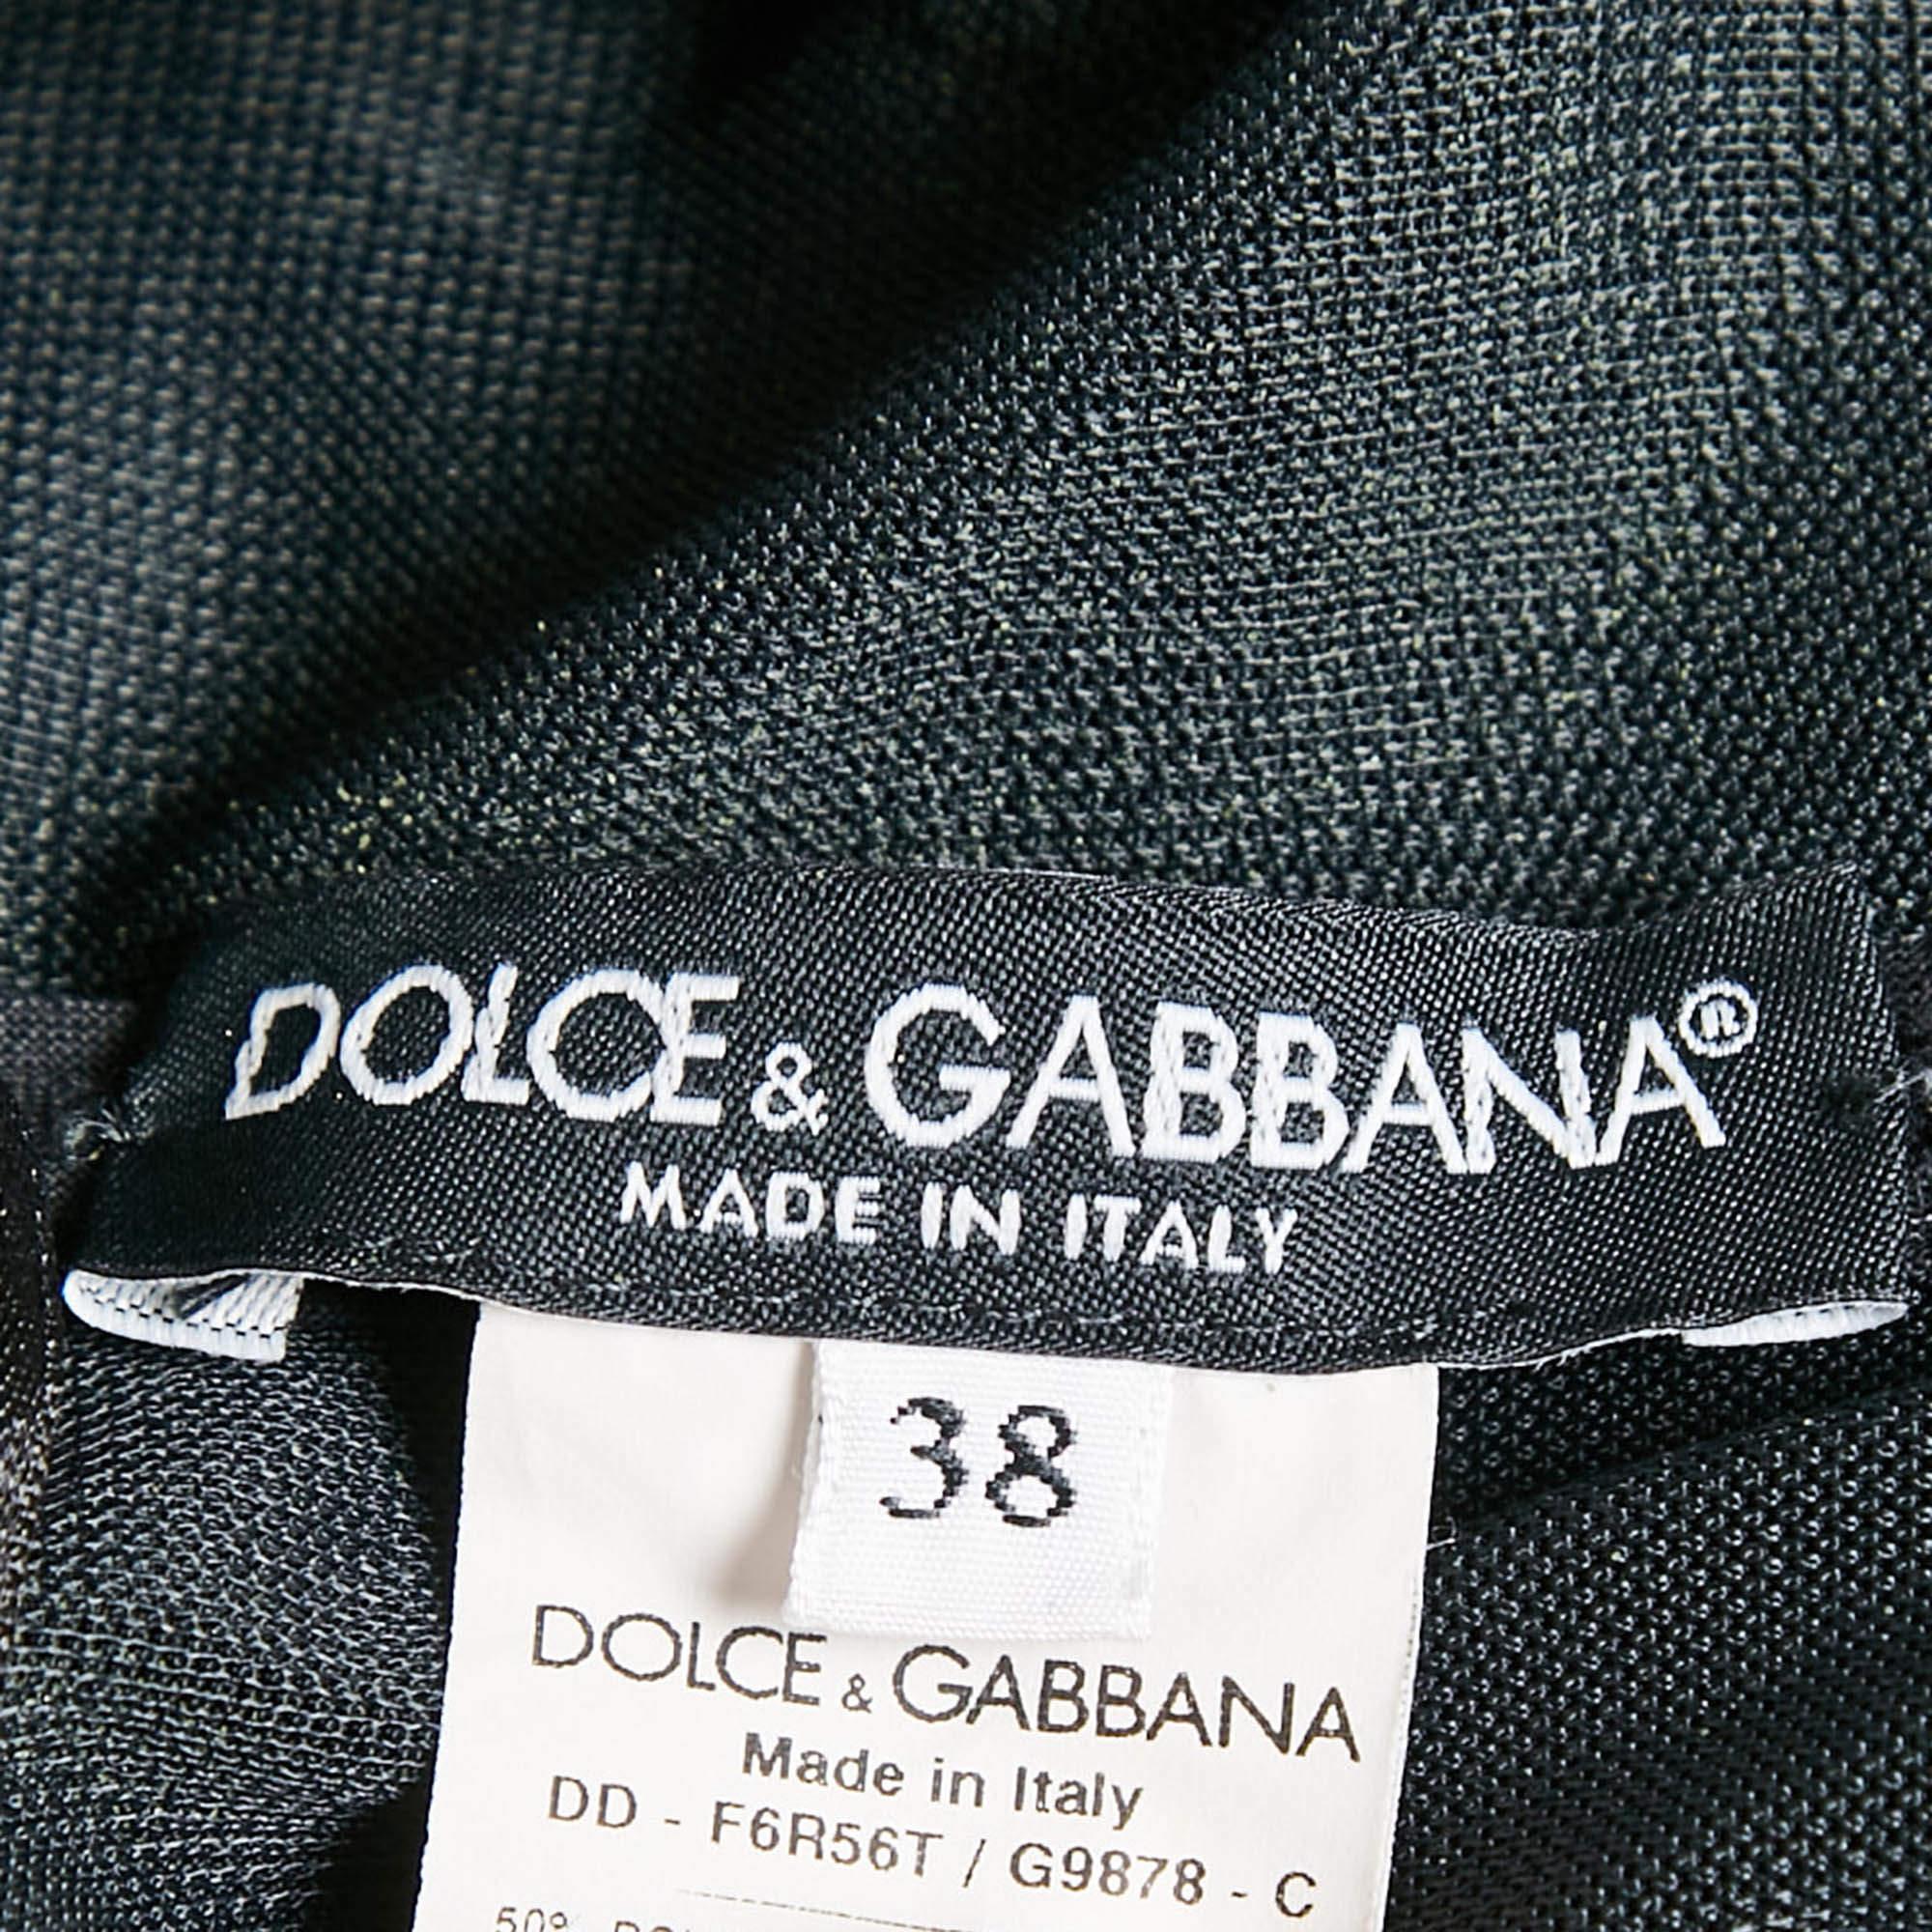 DOLCE & GABBANA®
MADE IN ITALY
38
DOLCE & GABBANA
Made in Italy
DD - F6R56T / G9878 - C